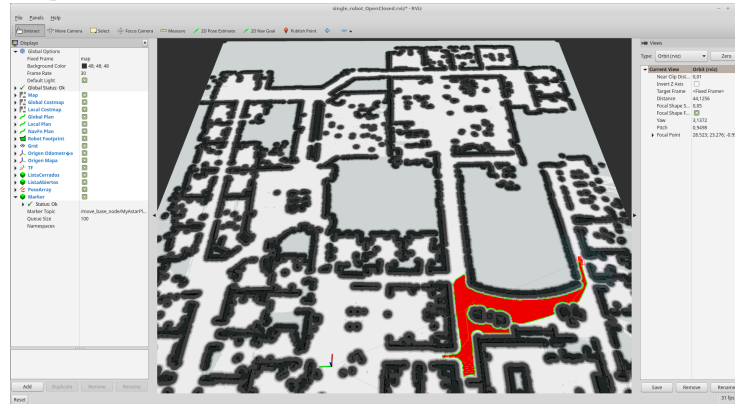 single_robot_OpenClosed.rviz* - RViz
File Panels Help
Interact Move Camera Select Focus Camera Measure 2D Pose Estimate 2D Nav Goal Publish Point
Displays
Global Options
Fixed Frame map
Background Color 48; 48; 48
Frame Rate 30
Default Light
Global Status: Ok
Map
Global Costmap
Local Costmap
Global Plan
Local Plan
NavFn Plan
Robot Footprint
Grid
Origen Odometr�a
Origen Mapa
TF
ListaCerrados
ListaAbiertos
PoseArray
Marker
Status: Ok
Marker Topic /move_base_node/MyAstarPl...
Queue Size 100
Namespaces
Add Duplicate Remove Rename
Reset
Views
Type: Orbit (rviz) Zero
Current View Orbit (rviz)
Near Clip Dist... 0,01
Invert Z Axis
Target Frame <Fixed Frame>
Distance 44,1256
Focal Shape S... 0,05
Focal Shape F...
Yaw 3,1372
Pitch 0,9498
Focal Point
Save Remove Rename
31 fps